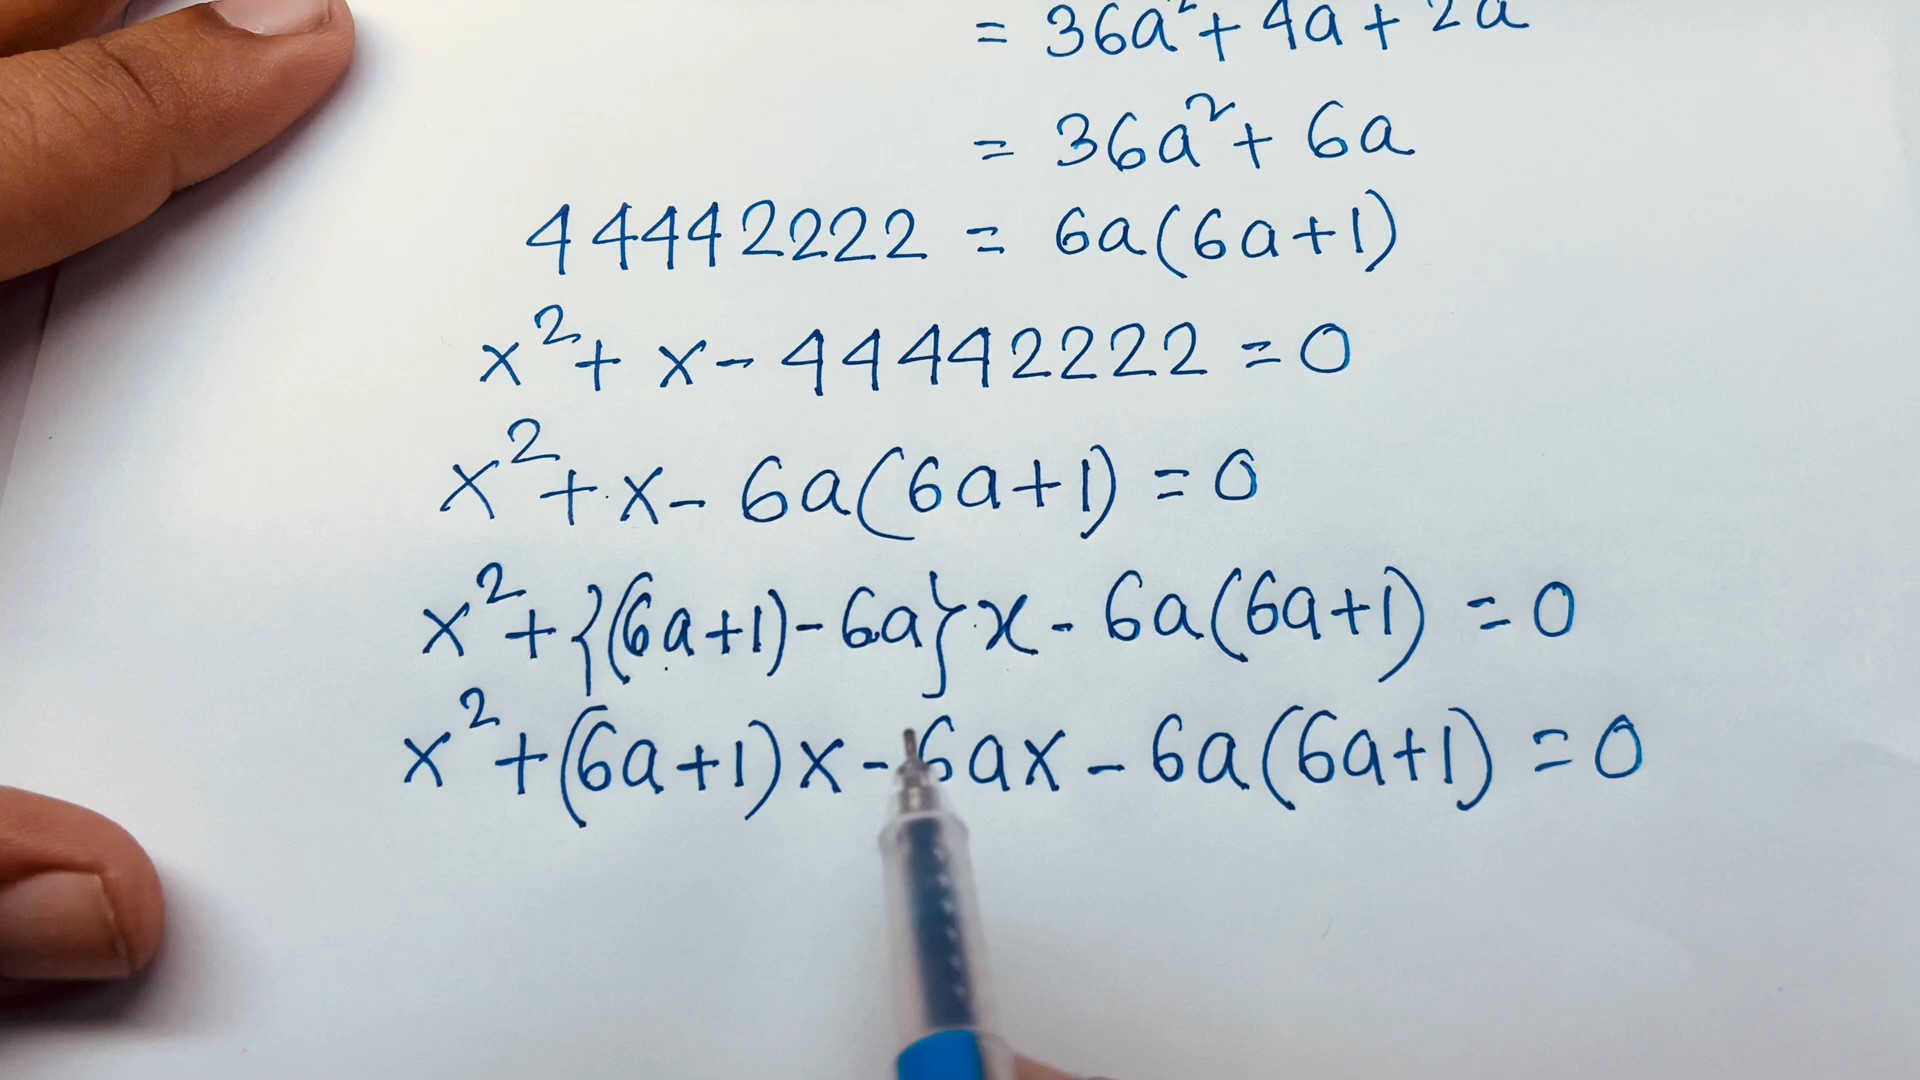 = 36a² + 4a + 2a
= 36a² + 6a
44442222 = 6a(6a+1)
x² + x - 44442222 = 0
x² + x - 6a(6a+1) = 0
x² + {(6a+1) - 6a}x - 6a(6a+1) = 0
x² + (6a+1)x - 6ax - 6a(6a+1) = 0